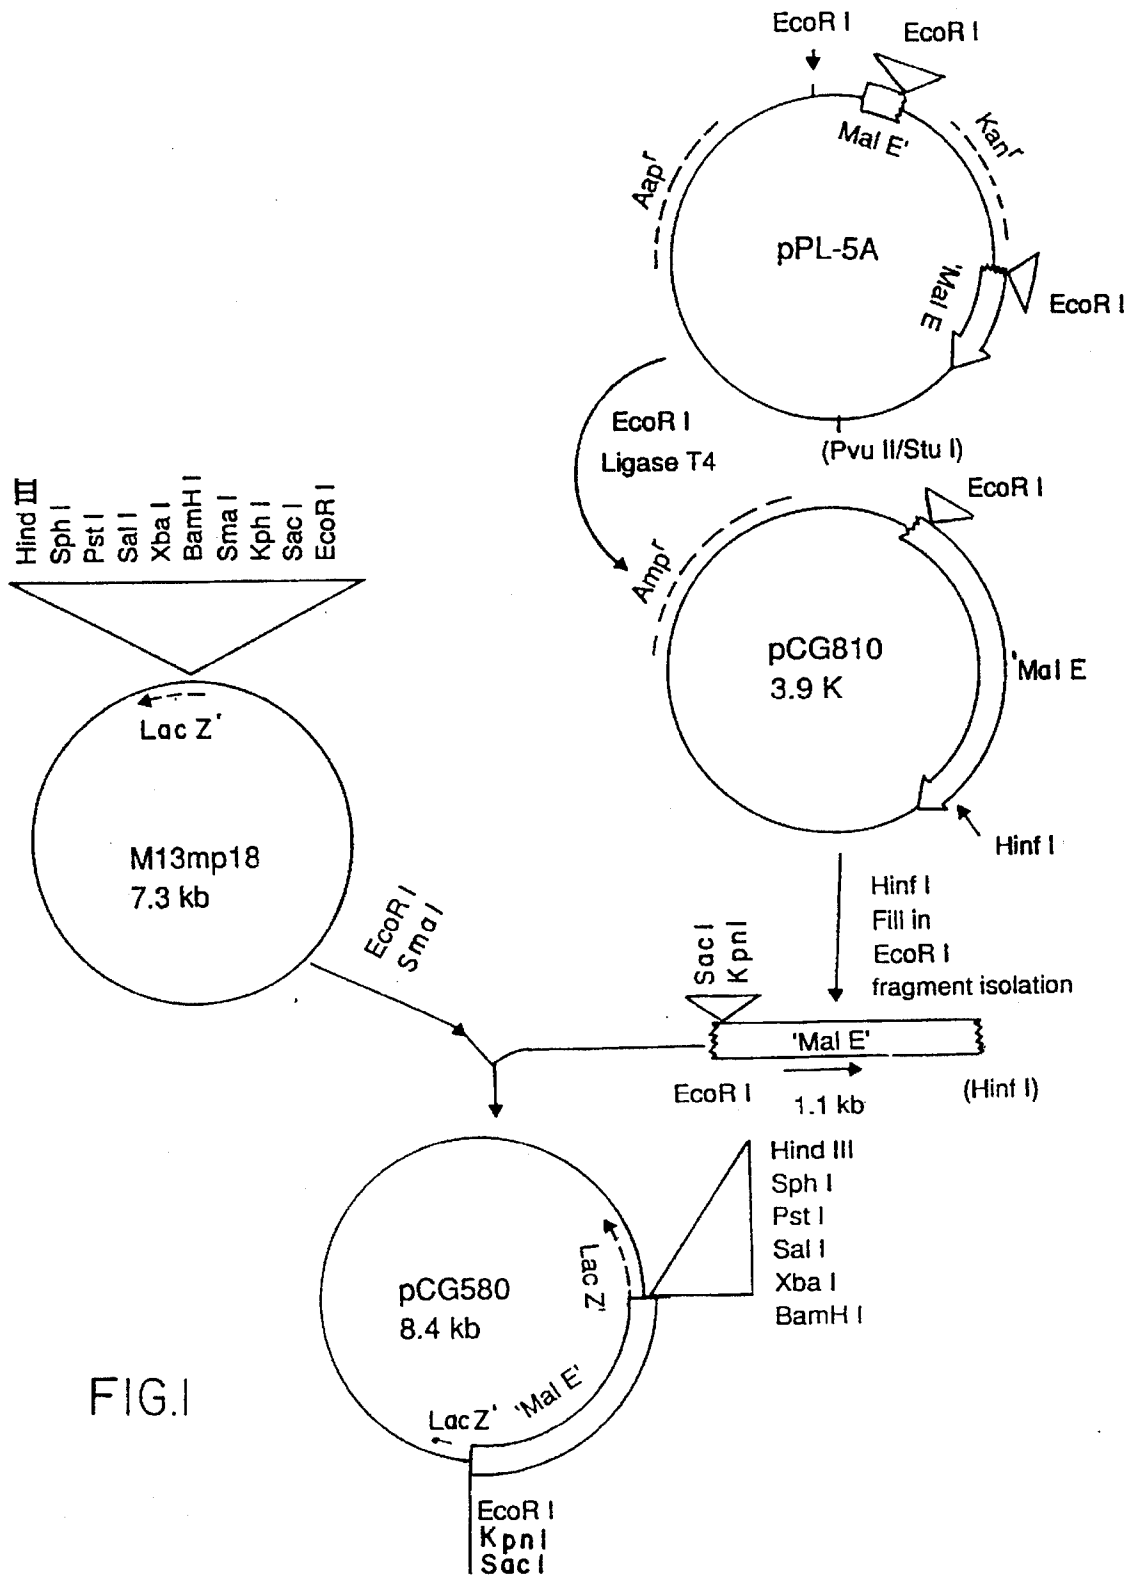 EcoR I
EcoR I
Mal E'
Kanʳ
Aapʳ
pPL-5A
'Mal E
EcoR I
EcoR I
Ligase T4
(Pvu II/Stu I)
EcoR I
Hind III
Sph I
Pst I
Sal I
Xba I
BamH I
Sma I
Kph I
Sac I
EcoR I
Ampʳ
pCG810
3.9 K
'Mal E
Lac Z'
Hinf I
M13mp18
7.3 kb
EcoR I
Sma I
Hinf I
Fill in
EcoR I
fragment isolation
Sac I
Kpn I
'Mal E'
EcoR I
1.1 kb
(Hinf I)
Hind III
Sph I
Pst I
Sal I
Xba I
BamH I
Lac Z'
pCG580
8.4 kb
'Mal E'
Lac Z'
FIG.1
EcoR I
Kpn I
Sac I